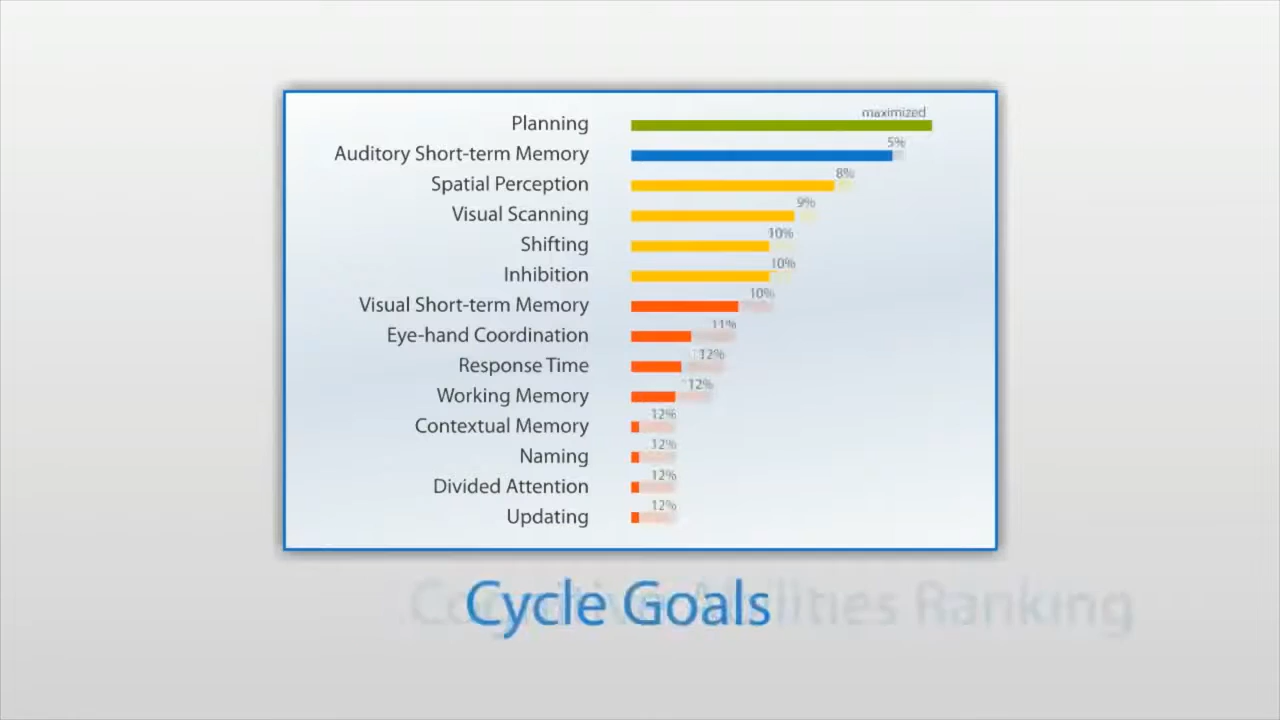 Planning maximized
Auditory Short-term Memory 5%
Spatial Perception 8%
Visual Scanning 9%
Shifting 10%
Inhibition 10%
Visual Short-term Memory 10%
Eye-hand Coordination 11%
Response Time 12%
Working Memory 12%
Contextual Memory 12%
Naming 12%
Divided Attention 12%
Updating 12%
Cycle Goals
Ranking